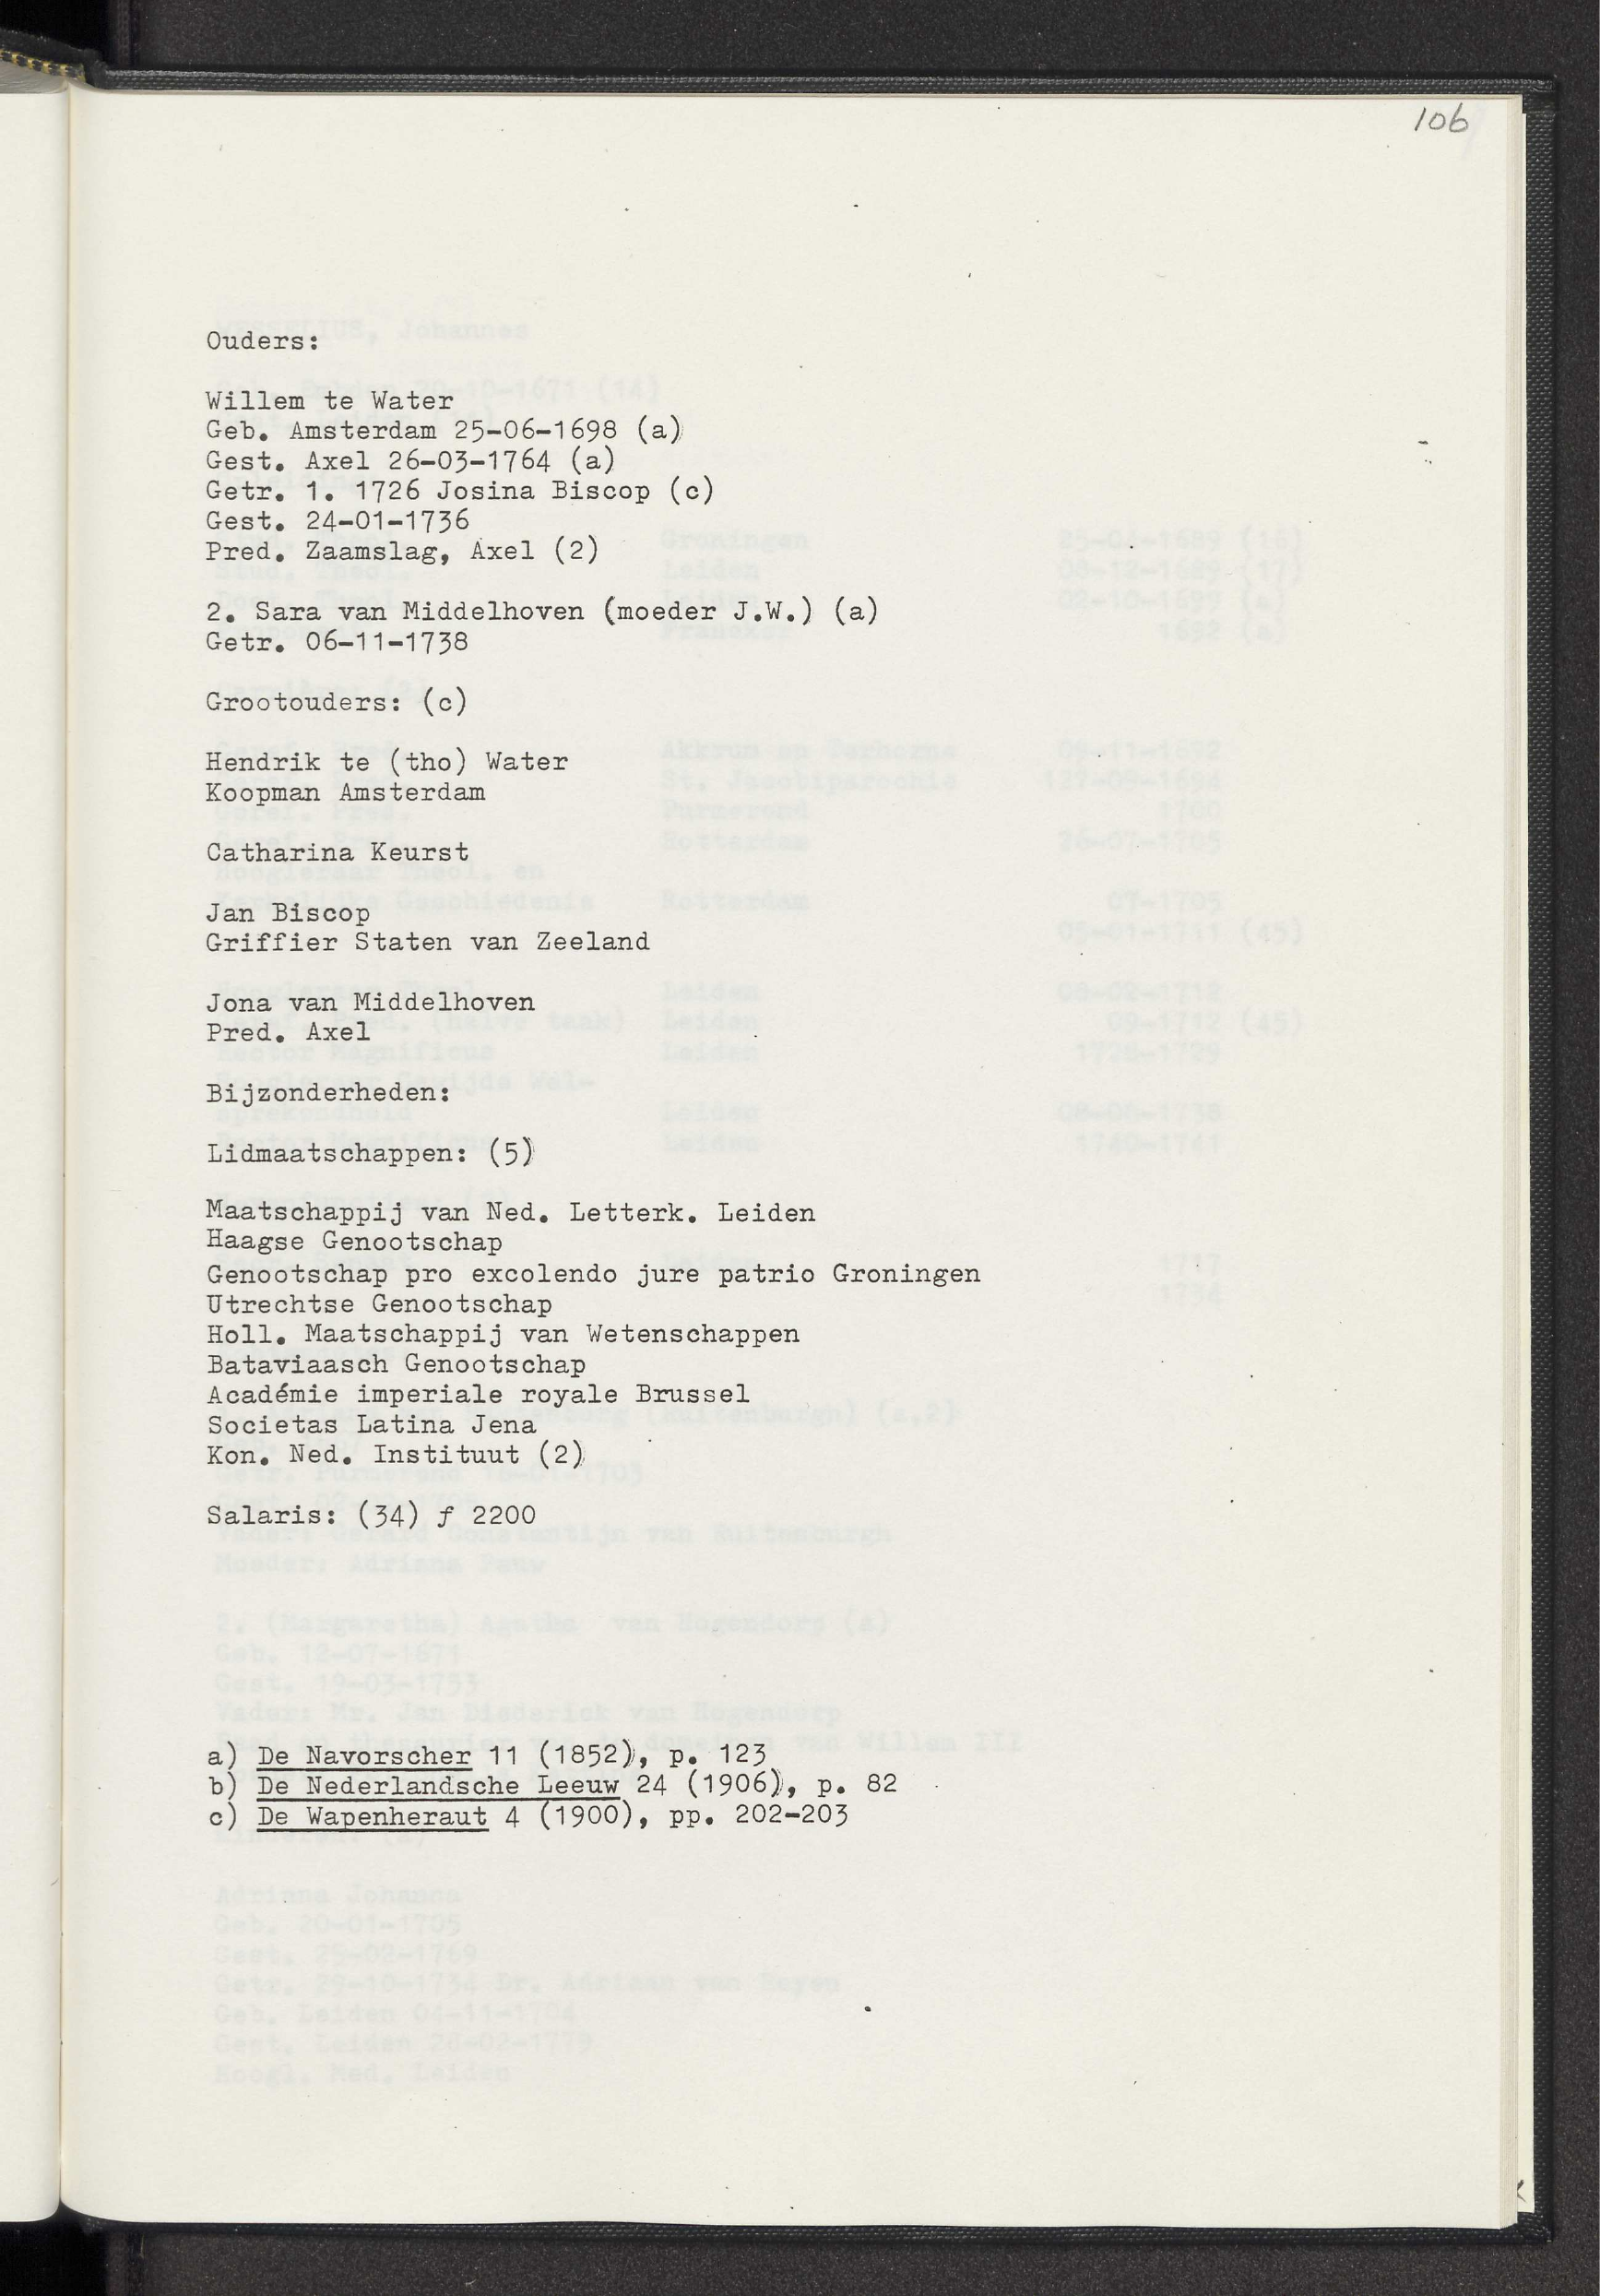 106
Ouders:
Willem te Water
Geb. Amsterdam 25-06-1698 (a)
Gest. Axel 26-03-1764 (a)
Getr. 1. 1726 Josina Biscop (c)
Gest. 24-01-1736
Pred. Zaamslag, Axel (2)
2. Sara van Middelhoven (moeder J.W.) (a)
Getr. 06-11-1738
Grootouders: (c)
Hendrik te (tho) Water
Koopman Amsterdam
Catharina Keurst
Jan Biscop
Griffier Staten van Zeeland
Jona van Middelhoven
Pred. Axel
Bijzonderheden:
Lidmaatschappen: (5)
Maatschappij van Ned. Letterk. Leiden
Haagse Genootschap
Genootschap pro excolendo jure patrio Groningen
Utrechtse Genootschap
Holl. Maatschappij van Wetenschappen
Bataviaasch Genootschap
Académie imperiale royale Brussel
Societas Latina Jena
Kon. Ned. Instituut (2)
Salaris: (34) ƒ 2200
a) De Navorscher 11 (1852), p. 123
b) De Nederlandsche Leeuw 24 (1906), p. 82
c) De Wapenheraut 4 (1900), pp. 202-203